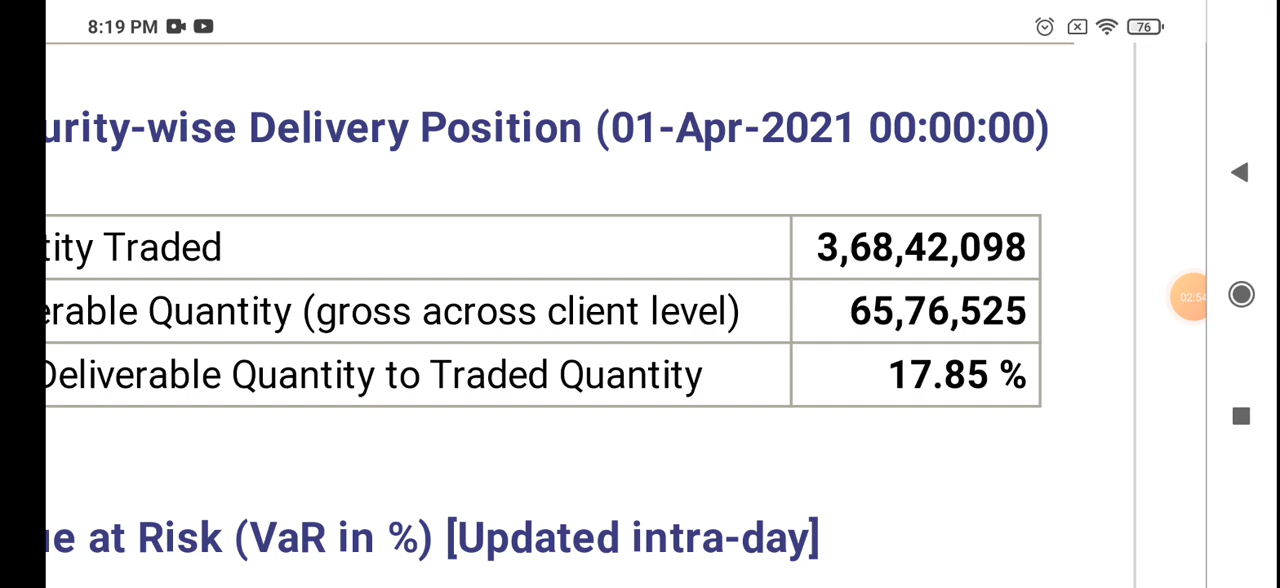 8:19 PM
76
urity-wise Delivery Position (01-Apr-2021 00:00:00)
tity Traded 3,68,42,098
erable Quantity (gross across client level) 65,76,525
02:54
Deliverable Quantity to Traded Quantity 17.85 %
ue at Risk (VaR in %) [Updated intra-day]